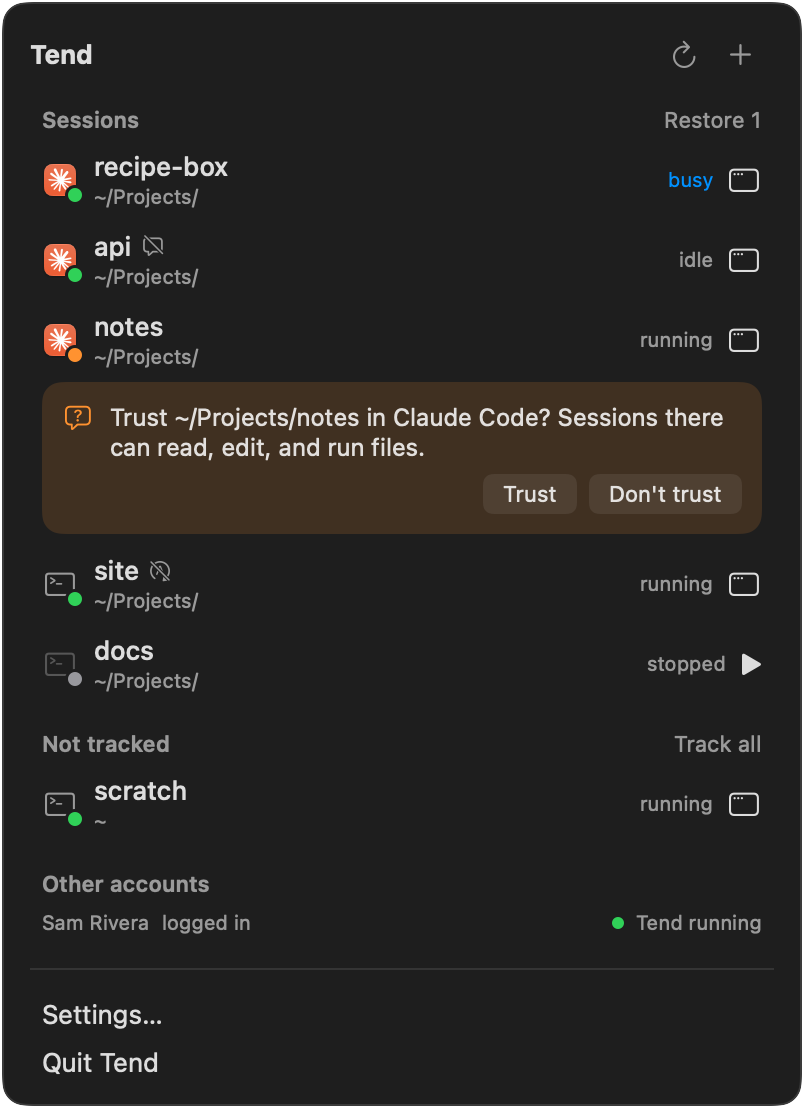 Tend
Sessions Restore 1
recipe-box
~/Projects/
busy
api
~/Projects/
idle
notes
~/Projects/
running
Trust ~/Projects/notes in Claude Code? Sessions there
can read, edit, and run files.
Trust Don't trust
site
~/Projects/
running
docs
~/Projects/
stopped
Not tracked Track all
scratch
~
running
Other accounts
Sam Rivera logged in Tend running
Settings...
Quit Tend